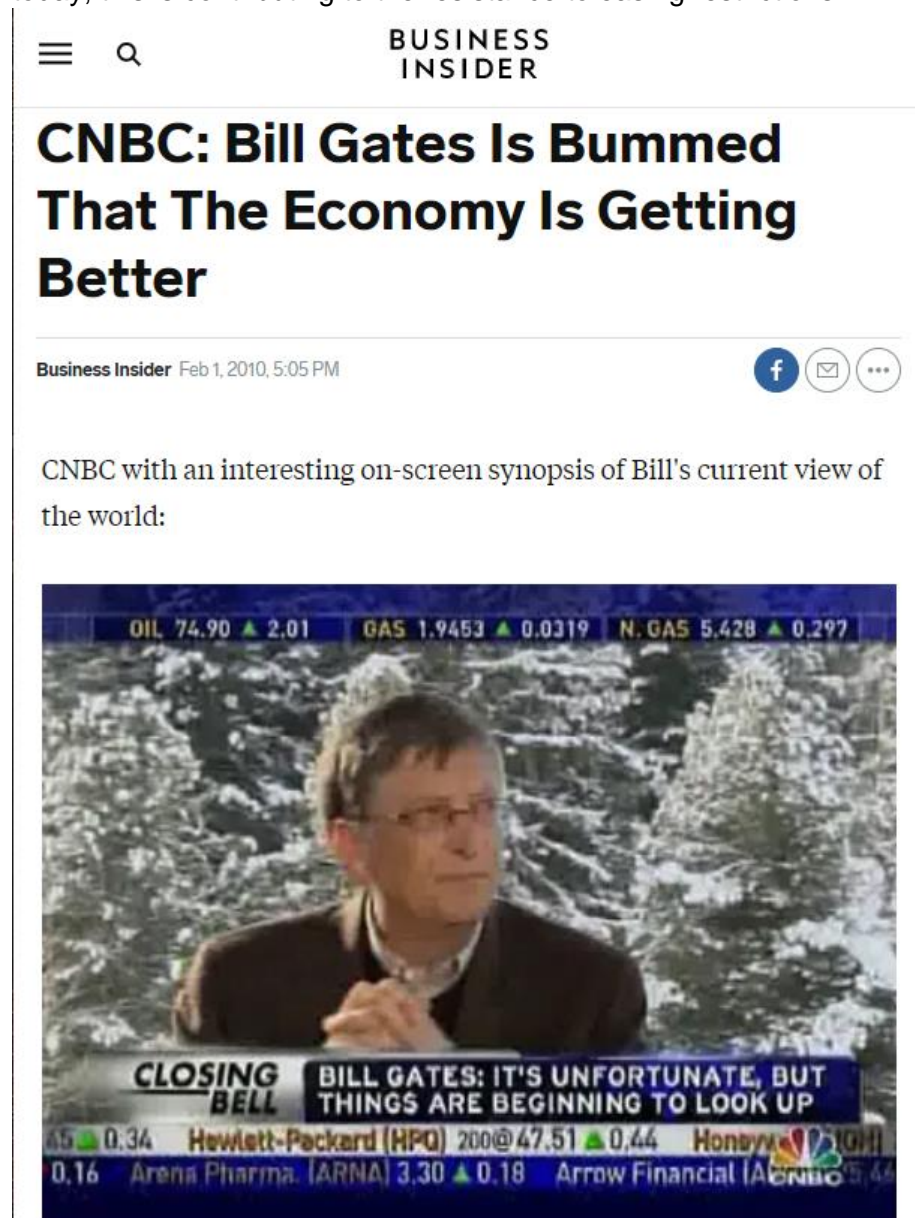 BUSINESS
INSIDER
CNBC: Bill Gates Is Bummed
That The Economy Is Getting
Better
Business Insider Feb 1, 2010, 5:05 PM
CNBC with an interesting on-screen synopsis of Bill's current view of
the world:
OIL 74.90 ▲ 2.01 GAS 1.9453 ▲ 0.0319 N. GAS 5.428 ▲ 0.297
CLOSING
BELL
BILL GATES: IT'S UNFORTUNATE, BUT
THINGS ARE BEGINNING TO LOOK UP
0.34 Hewlett-Packard (HPQ) 200@47.51 ▲ 0.44
0.16 Arena Pharma. (ARNA) 3.30 ▲ 0.18 Arrow Financial
CNBC